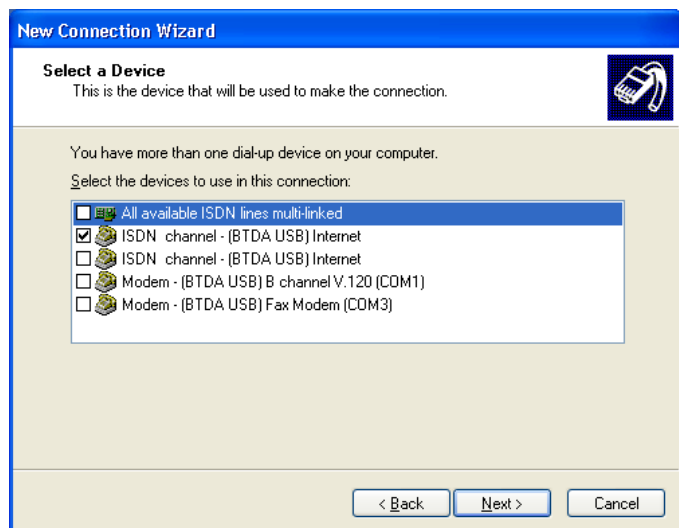 New Connection Wizard
Select a Device
This is the device that will be used to make the connection.
You have more than one dial-up device on your computer.
Select the devices to use in this connection:
All available ISDN lines multi-linked
ISDN channel - (BTDA USB) Internet
ISDN channel - (BTDA USB) Internet
Modem - (BTDA USB) B channel V.120 (COM1)
Modem - (BTDA USB) Fax Modem (COM3)
< Back Next > Cancel